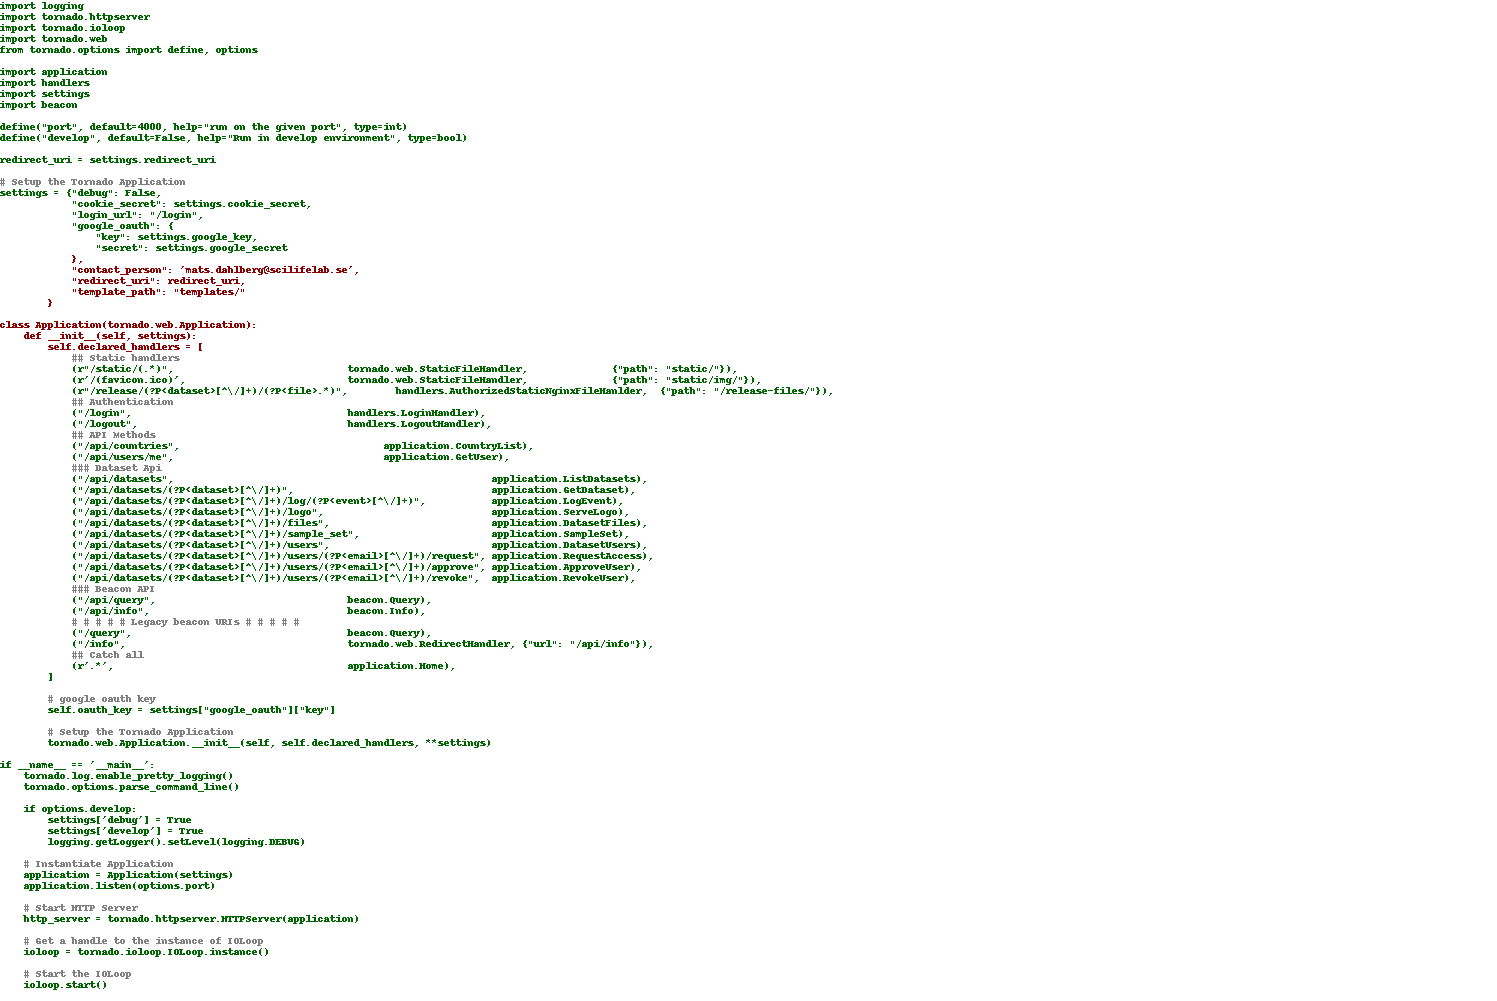 import logging
import tornado.httpserver
import tornado.ioloop
import tornado.web
from tornado.options import define, options

import application
import handlers
import settings
import beacon

define("port", default=4000, help="run on the given port", type=int)
define("develop", default=False, help="Run in develop environment", type=bool)

redirect_uri = settings.redirect_uri

# Setup the Tornado Application
settings = {"debug": False,
            "cookie_secret": settings.cookie_secret,
            "login_url": "/login",
            "google_oauth": {
                "key": settings.google_key,
                "secret": settings.google_secret
            },
            "contact_person": 'mats.dahlberg@scilifelab.se',
            "redirect_uri": redirect_uri,
            "template_path": "templates/"
        }

class Application(tornado.web.Application):
    def __init__(self, settings):
        self.declared_handlers = [
            ## Static handlers
            (r"/static/(.*)",                             tornado.web.StaticFileHandler,              {"path": "static/"}),
            (r'/(favicon.ico)',                           tornado.web.StaticFileHandler,              {"path": "static/img/"}),
            (r"/release/(?P<dataset>[^\/]+)/(?P<file>.*)",        handlers.AuthorizedStaticNginxFileHanlder,  {"path": "/release-files/"}),
            ## Authentication
            ("/login",                                    handlers.LoginHandler),
            ("/logout",                                   handlers.LogoutHandler),
            ## API Methods
            ("/api/countries",                                  application.CountryList),
            ("/api/users/me",                                   application.GetUser),
            ### Dataset Api
            ("/api/datasets",                                                     application.ListDatasets),
            ("/api/datasets/(?P<dataset>[^\/]+)",                                 application.GetDataset),
            ("/api/datasets/(?P<dataset>[^\/]+)/log/(?P<event>[^\/]+)",           application.LogEvent),
            ("/api/datasets/(?P<dataset>[^\/]+)/logo",                            application.ServeLogo),
            ("/api/datasets/(?P<dataset>[^\/]+)/files",                           application.DatasetFiles),
            ("/api/datasets/(?P<dataset>[^\/]+)/sample_set",                      application.SampleSet),
            ("/api/datasets/(?P<dataset>[^\/]+)/users",                           application.DatasetUsers),
            ("/api/datasets/(?P<dataset>[^\/]+)/users/(?P<email>[^\/]+)/request", application.RequestAccess),
            ("/api/datasets/(?P<dataset>[^\/]+)/users/(?P<email>[^\/]+)/approve", application.ApproveUser),
            ("/api/datasets/(?P<dataset>[^\/]+)/users/(?P<email>[^\/]+)/revoke",  application.RevokeUser),
            ### Beacon API
            ("/api/query",                                beacon.Query),
            ("/api/info",                                 beacon.Info),
            # # # # # Legacy beacon URIs # # # # #
            ("/query",                                    beacon.Query),
            ("/info",                                     tornado.web.RedirectHandler, {"url": "/api/info"}),
            ## Catch all
            (r'.*',                                       application.Home),
        ]

        # google oauth key
        self.oauth_key = settings["google_oauth"]["key"]

        # Setup the Tornado Application
        tornado.web.Application.__init__(self, self.declared_handlers, **settings)

if __name__ == '__main__':
    tornado.log.enable_pretty_logging()
    tornado.options.parse_command_line()

    if options.develop:
        settings['debug'] = True
        settings['develop'] = True
        logging.getLogger().setLevel(logging.DEBUG)

    # Instantiate Application
    application = Application(settings)
    application.listen(options.port)

    # Start HTTP Server
    http_server = tornado.httpserver.HTTPServer(application)

    # Get a handle to the instance of IOLoop
    ioloop = tornado.ioloop.IOLoop.instance()

    # Start the IOLoop
    ioloop.start()